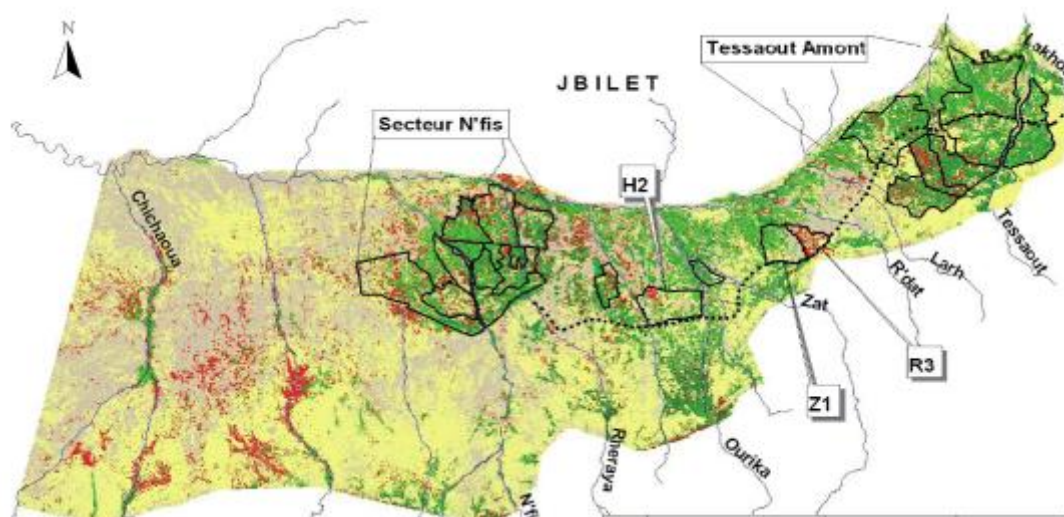 N
Tessaout Amont
JBILET
Secteur N'fis
H2
Chichaoua
Tessaout
Larh
R'dat
Zat
R3
Z1
Rheraya
Ourika